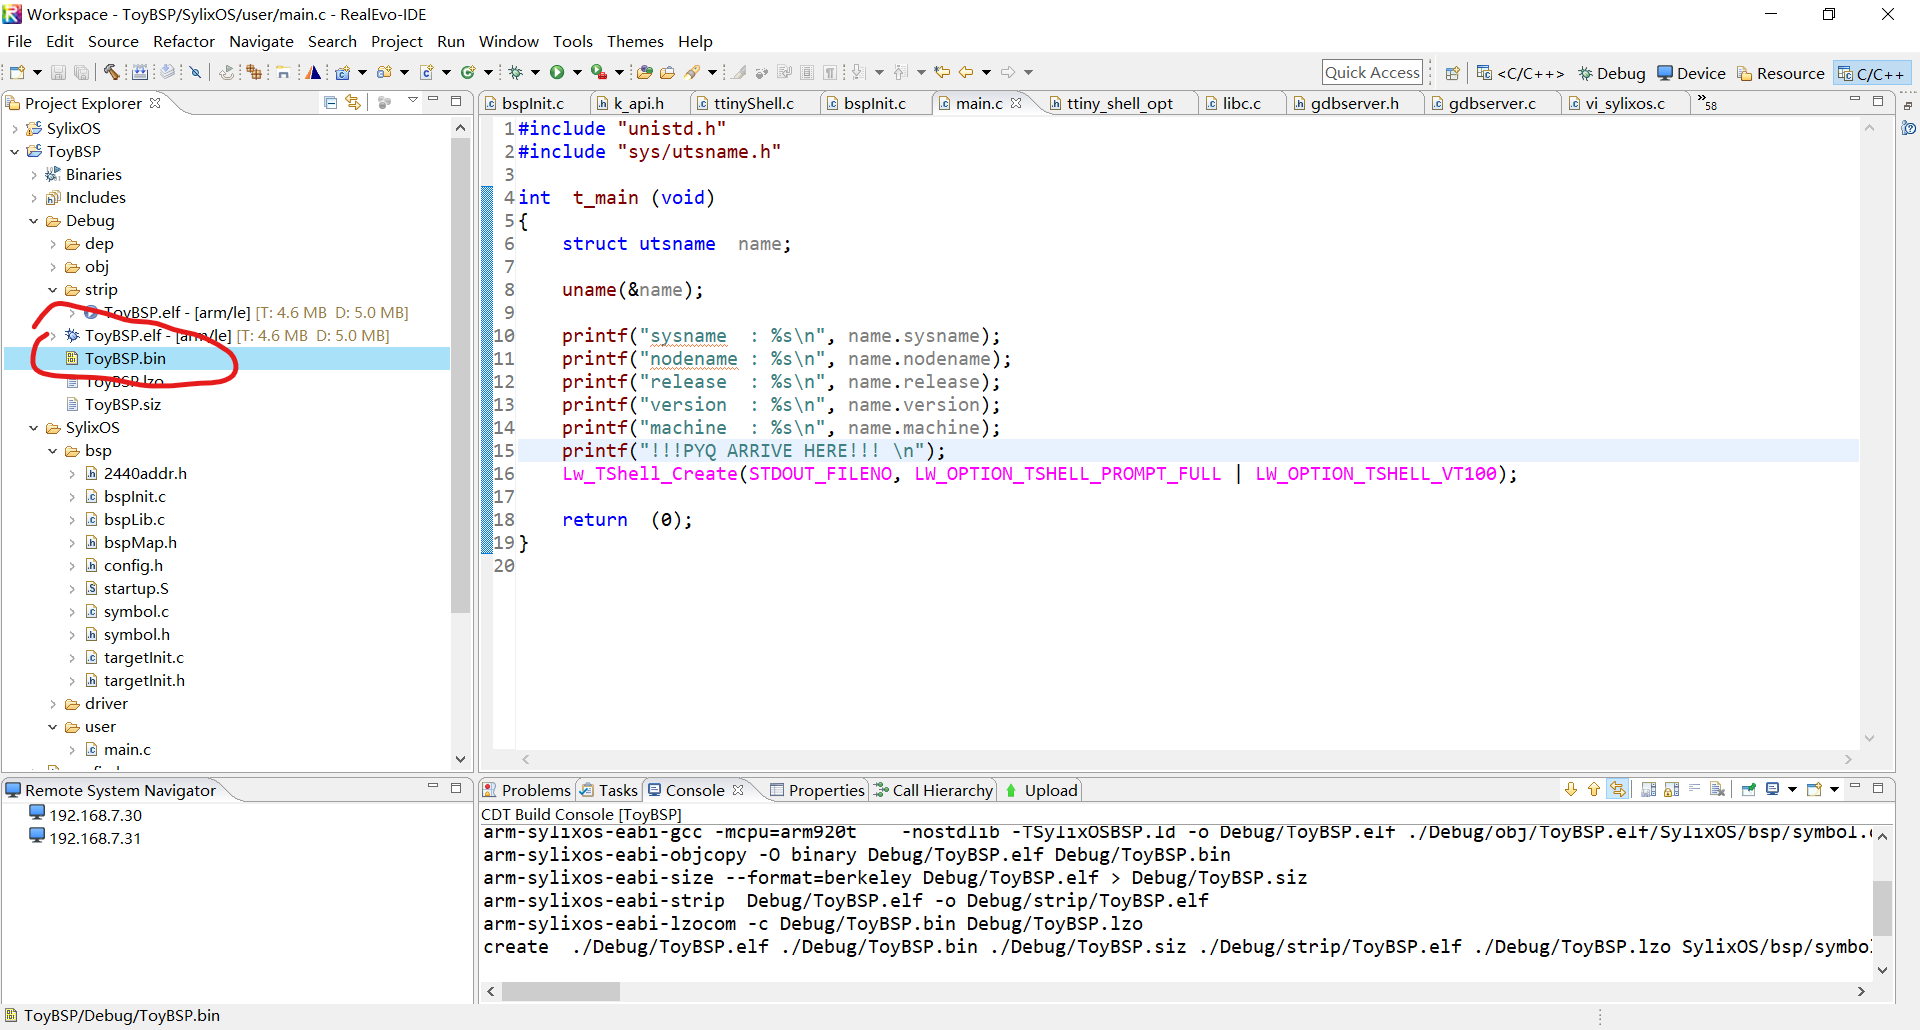 Workspace - ToyBSP/SylixOS/user/main.c - RealEvo-IDE
File Edit Source Refactor Navigate Search Project Run Window Tools Themes Help
Quick Access <C/C++> Debug Device Resource C/C++
Project Explorer
SylixOS
ToyBSP
Binaries
Includes
Debug
dep
obj
strip
ToyBSP.elf - [arm/le] [T: 4.6 MB D: 5.0 MB]
ToyBSP.elf - [arm/le] [T: 4.6 MB D: 5.0 MB]
ToyBSP.bin
ToyBSP.lzo
ToyBSP.siz
SylixOS
bsp
2440addr.h
bspInit.c
bspLib.c
bspMap.h
config.h
startup.S
symbol.c
symbol.h
targetInit.c
targetInit.h
driver
user
main.c
bspInit.c k_api.h ttinyShell.c bspInit.c main.c ttiny_shell_opt libc.c gdbserver.h gdbserver.c vi_sylixos.c »58
1 #include "unistd.h"
2 #include "sys/utsname.h"
3
4 int  t_main (void)
5 {
6     struct utsname  name;
7
8     uname(&name);
9
10     printf("sysname  : %s\n", name.sysname);
11     printf("nodename : %s\n", name.nodename);
12     printf("release  : %s\n", name.release);
13     printf("version  : %s\n", name.version);
14     printf("machine  : %s\n", name.machine);
15     printf("!!!PYQ ARRIVE HERE!!! \n");
16     Lw_TShell_Create(STDOUT_FILENO, LW_OPTION_TSHELL_PROMPT_FULL | LW_OPTION_TSHELL_VT100);
17
18     return  (0);
19 }
20
Remote System Navigator
192.168.7.30
192.168.7.31
Problems Tasks Console Properties Call Hierarchy Upload
CDT Build Console [ToyBSP]
arm-sylixos-eabi-gcc -mcpu=arm920t    -nostdlib -TSylixOSBSP.ld -o Debug/ToyBSP.elf ./Debug/obj/ToyBSP.elf/SylixOS/bsp/symbol.
arm-sylixos-eabi-objcopy -O binary Debug/ToyBSP.elf Debug/ToyBSP.bin
arm-sylixos-eabi-size --format=berkeley Debug/ToyBSP.elf > Debug/ToyBSP.siz
arm-sylixos-eabi-strip  Debug/ToyBSP.elf -o Debug/strip/ToyBSP.elf
arm-sylixos-eabi-lzocom -c Debug/ToyBSP.bin Debug/ToyBSP.lzo
create  ./Debug/ToyBSP.elf ./Debug/ToyBSP.bin ./Debug/ToyBSP.siz ./Debug/strip/ToyBSP.elf ./Debug/ToyBSP.lzo SylixOS/bsp/symbo
ToyBSP/Debug/ToyBSP.bin